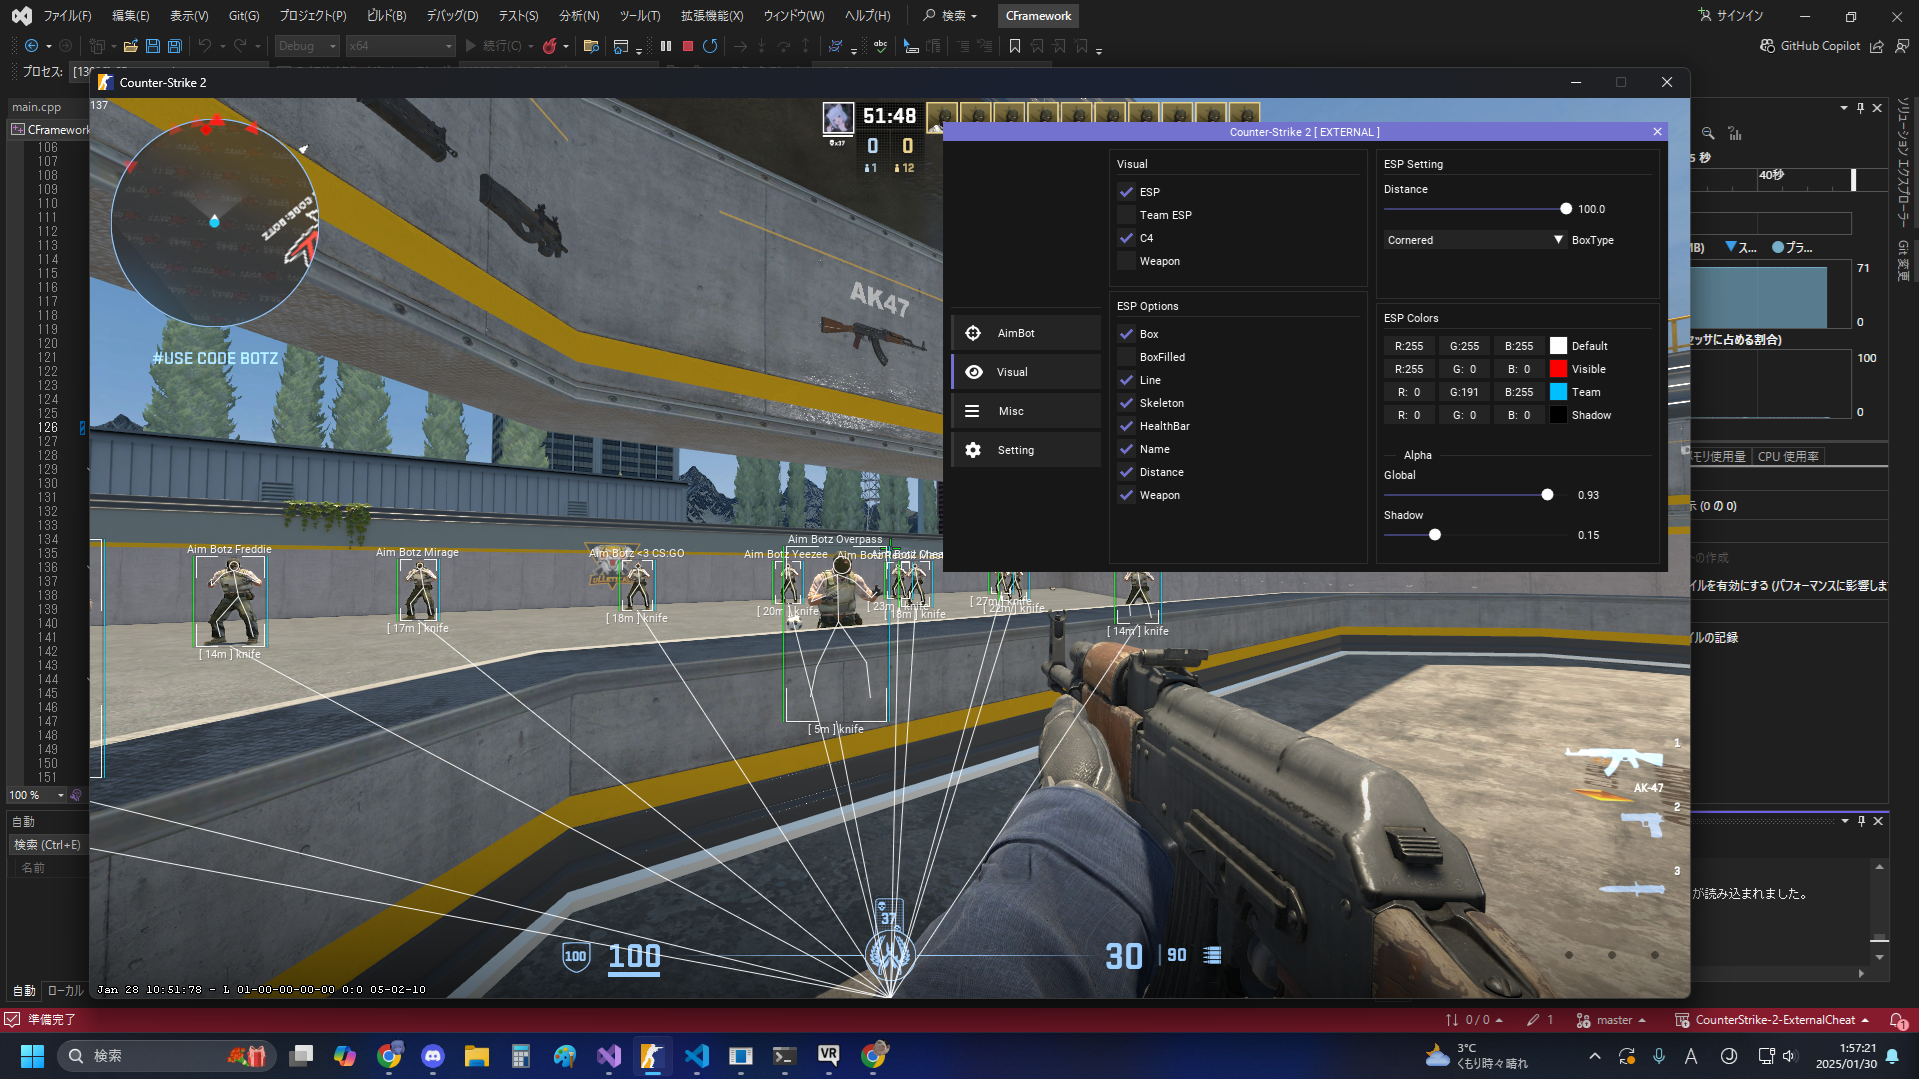 ファイル(F) 編集(E) 表示(V) Git(G) プロジェクト(P) ビルド(B) デバッグ(D) テスト(S) 分析(N) ツール(T) 拡張機能(X) ウィンドウ(W) ヘルプ(H) 検索 CFramework サインイン
Debug x64 続行(C) GitHub Copilot
プロセス:
Counter-Strike 2
main.cpp
CFramework
106
107
108
109
110
111
112
113
114
115
116
117
118
119
120
121
122
123
124
125
126
127
128
129
130
131
132
133
134
135
136
137
138
139
140
141
142
143
144
145
146
147
148
149
150
151
100 %
自動
検索 (Ctrl+E)
名前
自動 ローカル
137
CODE:BOTZ
#USE CODE BOTZ
AK47
x37
51:48
0 0
1 12
Counter-Strike 2 [ EXTERNAL ]
AimBot
Visual
Misc
Setting
Visual
ESP
Team ESP
C4
Weapon
ESP Options
Box
BoxFilled
Line
Skeleton
HealthBar
Name
Distance
Weapon
ESP Setting
Distance
100.0
Cornered BoxType
ESP Colors
R:255 G:255 B:255 Default
R:255 G: 0 B: 0 Visible
R: 0 G:191 B:255 Team
R: 0 G: 0 B: 0 Shadow
Alpha
Global
0.93
Shadow
0.15
Aim Botz Freddie
[ 14m ] knife
Aim Botz Mirage
[ 17m ] knife
Aim Botz <3 CS:GO
[ 18m ] knife
Aim Botz Overpass
[ 5m ] knife
Aim Botz Yeezee
[ 20m ] knife
[ 23m ] knife
[ 18m ] knife
[ 27m ] knife
[ 22m ] knife
[ 14m ] knife
1
AK-47
2
3
37
100 100
30 90
Jan 28 10:51:78 - L 01-00-00-00-00 0:0 05-02-10
ソリューション エクスプローラー
Git 変更
5 秒
40秒
MB) ス... プラ...
71
0
セッサに占める割合)
100
0
メモリ使用量 CPU 使用率
示 (0 の 0)
トの作成
イルを有効にする (パフォーマンスに影響しま
イルの記録
が読み込まれました。
準備完了 0 / 0 1 master CounterStrike-2-ExternalCheat 1
検索
VR
3°C
くもり時々晴れ
A
1:57:21
2025/01/30